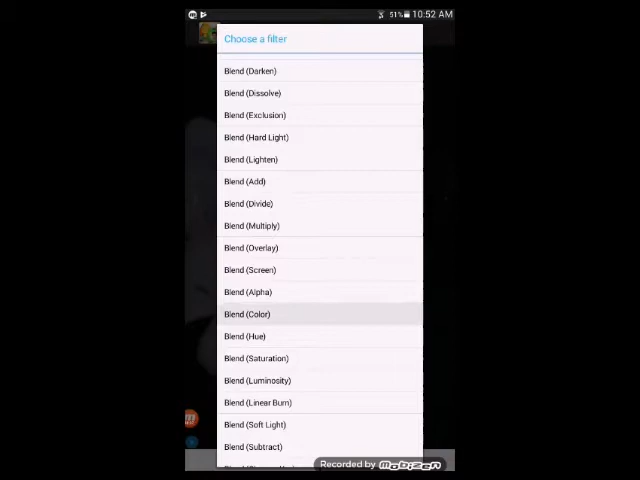 51% 10:52 AM
Choose a filter
Blend (Darken)
Blend (Dissolve)
Blend (Exclusion)
Blend (Hard Light)
Blend (Lighten)
Blend (Add)
Blend (Divide)
Blend (Multiply)
Blend (Overlay)
Blend (Screen)
Blend (Alpha)
Blend (Color)
Blend (Hue)
Blend (Saturation)
Blend (Luminosity)
Blend (Linear Burn)
Blend (Soft Light)
Blend (Subtract)
Recorded by mobizen